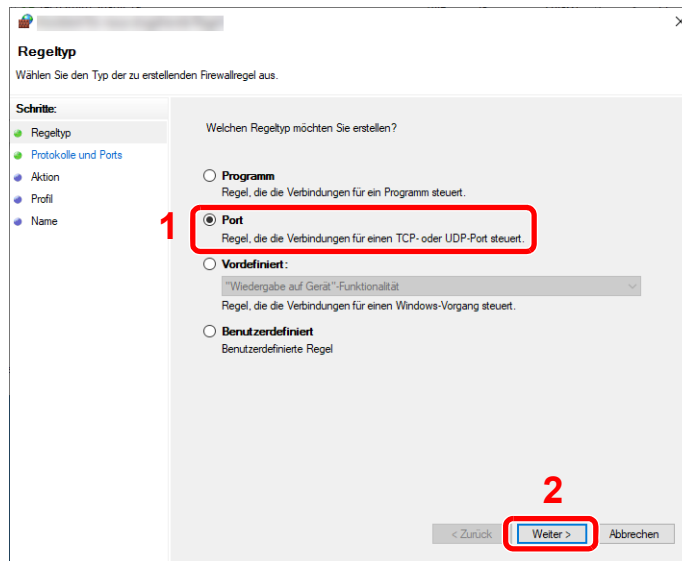 Regeltyp
Wählen Sie den Typ der zu erstellenden Firewallregel aus.
Schritte:
Regeltyp
Protokolle und Ports
Aktion
Profil
Name
Welchen Regeltyp möchten Sie erstellen?
Programm
Regel, die die Verbindungen für ein Programm steuert.
1
Port
Regel, die die Verbindungen für einen TCP- oder UDP-Port steuert.
Vordefiniert:
"Wiedergabe auf Gerät"-Funktionalität
Regel, die die Verbindungen für einen Windows-Vorgang steuert.
Benutzerdefiniert
Benutzerdefinierte Regel
2
< Zurück
Weiter >
Abbrechen